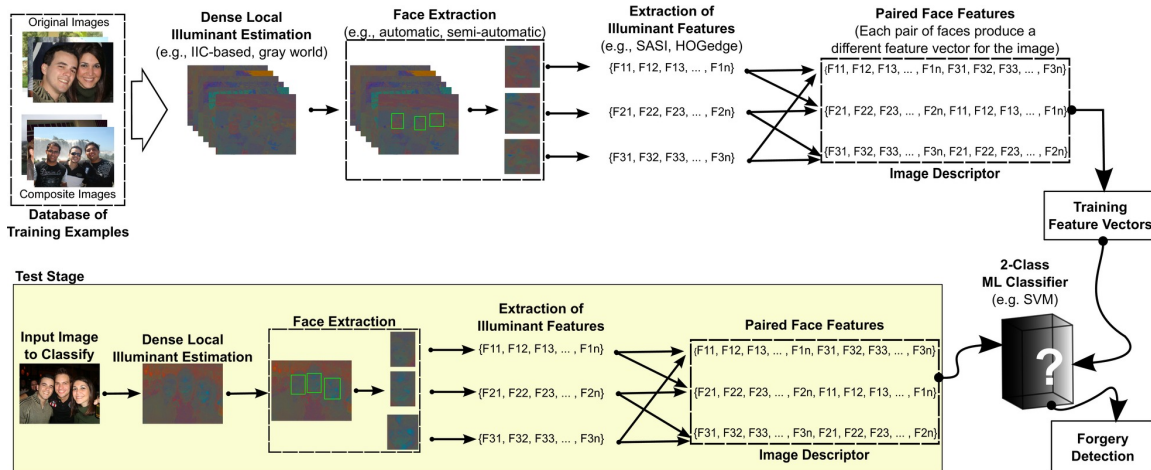 Original Images
Composite Images
Database of
Training Examples
Dense Local
Illuminant Estimation
(e.g., IIC-based, gray world)
Face Extraction
(e.g., automatic, semi-automatic)
Extraction of
Illuminant Features
(e.g., SASI, HOGedge)
{F11, F12, F13, ... , F1n}
{F21, F22, F23, ... , F2n}
{F31, F32, F33, ... , F3n}
Paired Face Features
(Each pair of faces produce a
different feature vector for the image)
{F11, F12, F13, ... , F1n, F31, F32, F33, ... , F3n}
{F21, F22, F23, ... , F2n, F11, F12, F13, ... , F1n}
{F31, F32, F33, ... , F3n, F21, F22, F23, ... , F2n}
Image Descriptor
Training
Feature Vectors
2-Class
ML Classifier
(e.g. SVM)
?
Forgery
Detection
Test Stage
Input Image
to Classify
Dense Local
Illuminant Estimation
Face Extraction
Extraction of
Illuminant Features
{F11, F12, F13, ... , F1n}
{F21, F22, F23, ... , F2n}
{F31, F32, F33, ... , F3n}
Paired Face Features
{F11, F12, F13, ... , F1n, F31, F32, F33, ... , F3n}
{F21, F22, F23, ... , F2n, F11, F12, F13, ... , F1n}
{F31, F32, F33, ... , F3n, F21, F22, F23, ... , F2n}
Image Descriptor